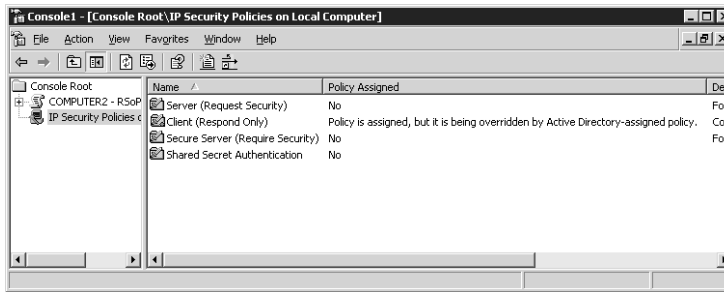 Console1 - [Console Root\IP Security Policies on Local Computer]
File Action View Favorites Window Help
Console Root
COMPUTER2 - RSoP
IP Security Policies o
Name Policy Assigned De
Server (Request Security) No Fo
Client (Respond Only) Policy is assigned, but it is being overridden by Active Directory-assigned policy. Co
Secure Server (Require Security) No Fo
Shared Secret Authentication No